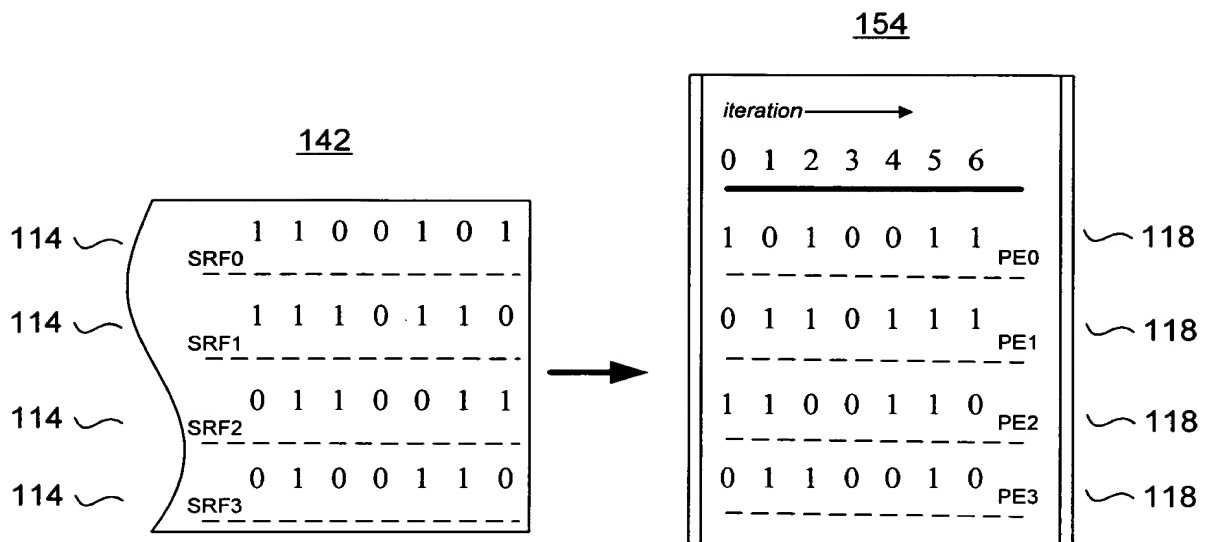 154
iteration
142
0 1 2 3 4 5 6
114
SRF0 1 1 0 0 1 0 1
1 0 1 0 0 1 1 PE0
118
114
SRF1 1 1 1 0 1 1 0
0 1 1 0 1 1 1 PE1
118
114
SRF2 0 1 1 0 0 1 1
1 1 0 0 1 1 0 PE2
118
114
SRF3 0 1 0 0 1 1 0
0 1 1 0 0 1 0 PE3
118